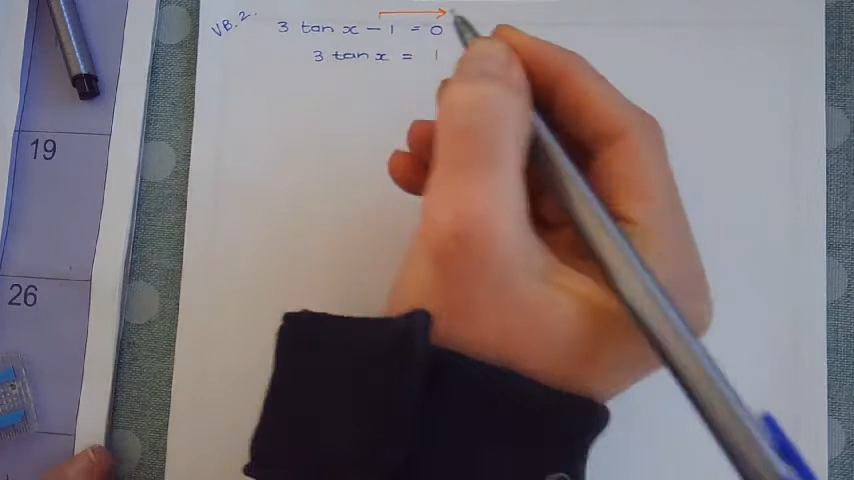 VB.2. 3 tan x - 1 = 0
3 tan x = 1
19
26